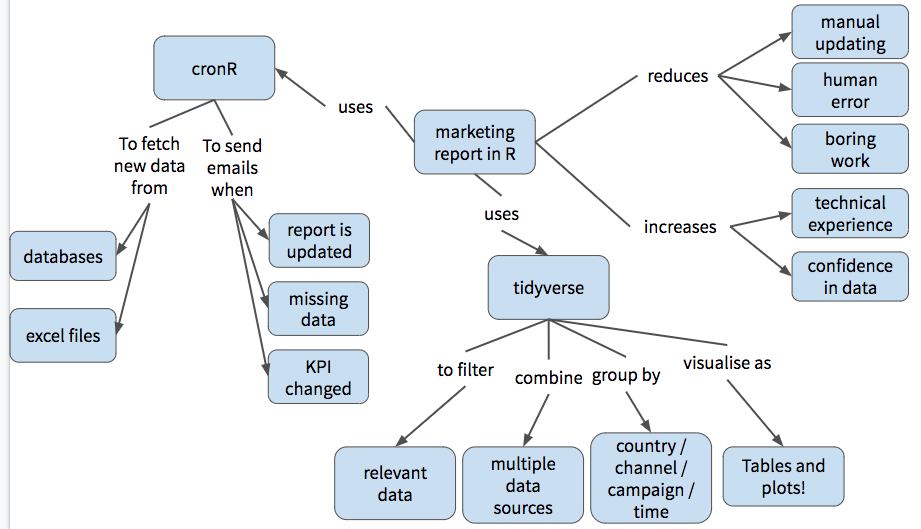 cronR
uses
To fetch
new data
from
To send
emails
when
databases
excel files
report is
updated
missing
data
KPI
changed
marketing
report in R
reduces
manual
updating
human
error
boring
work
increases
technical
experience
confidence
in data
uses
tidyverse
to filter
combine
group by
visualise as
relevant
data
multiple
data
sources
country /
channel /
campaign /
time
Tables and
plots!